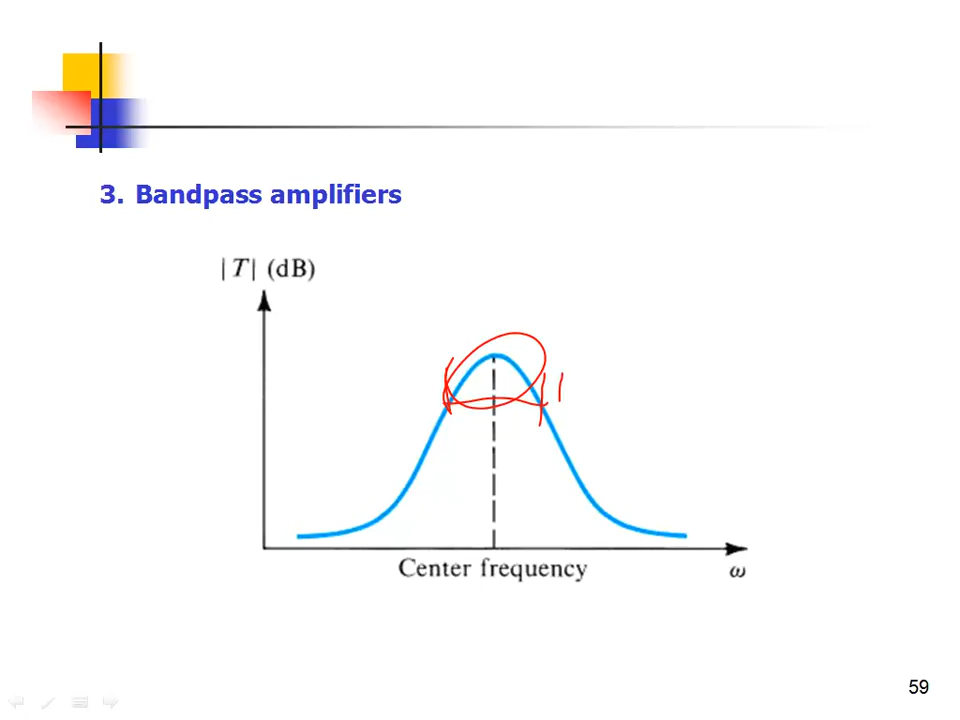 3. Bandpass amplifiers
|T| (dB)
Center frequency
ω
59